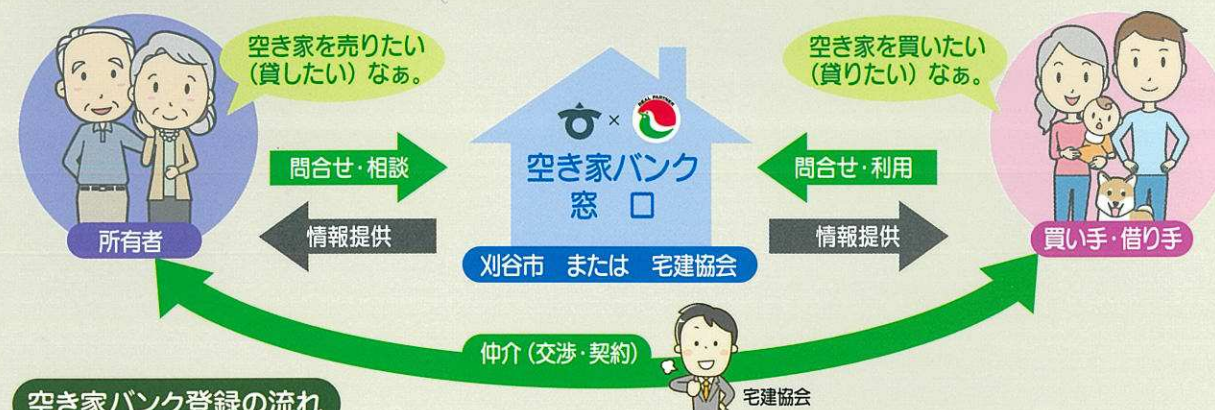 空き家を売りたい
(貸したい)なぁ。
空き家を買いたい
(貸りたい)なぁ。
REAL PARTNER
×
空き家バンク
窓 口
問合せ・相談
問合せ・利用
情報提供
情報提供
所有者
買い手・借り手
刈谷市 または 宅建協会
仲介(交渉・契約)
宅建協会
空き家バンク登録の流れ